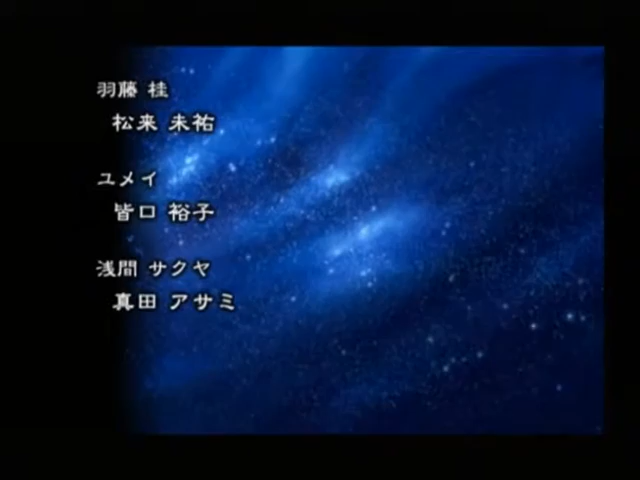 羽藤 桂
松来 未祐
ユメイ
皆口 裕子
浅間 サクヤ
真田 アサミ